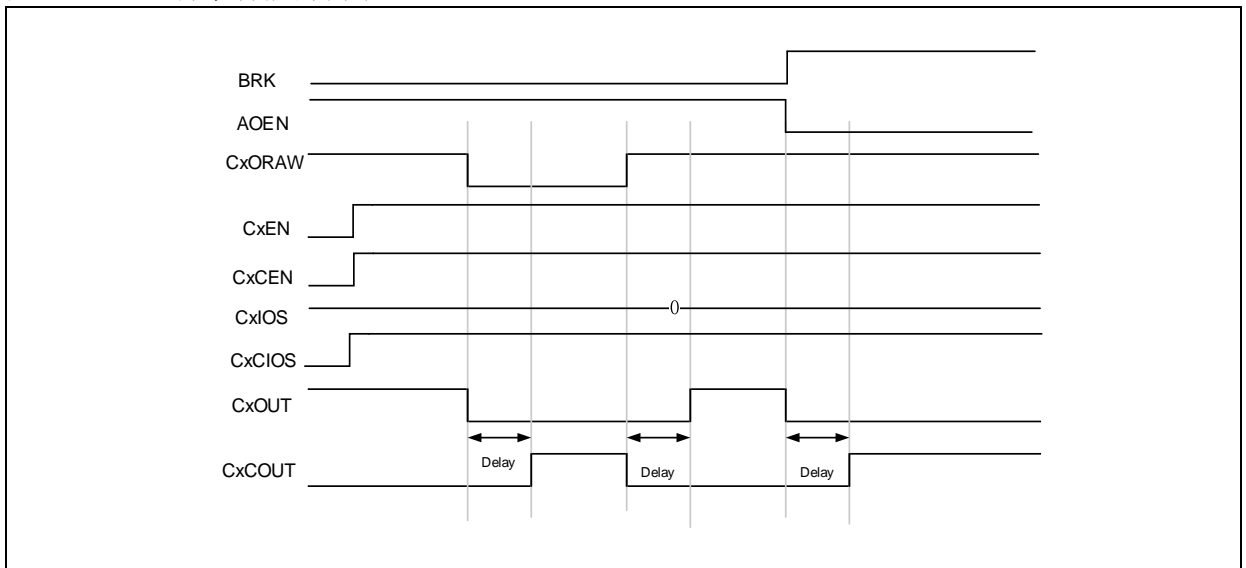 BRK
AOEN
CxORAW
CxEN
CxCEN
0
CxIOS
CxCIOS
CxOUT
Delay
Delay
Delay
CxCOUT